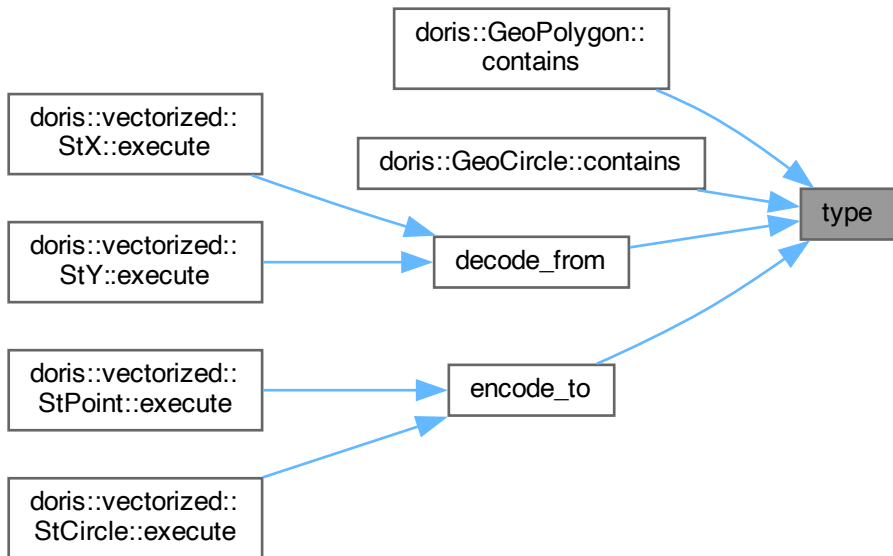 doris::GeoPolygon::
contains
doris::vectorized::
StX::execute
doris::GeoCircle::contains
type
doris::vectorized::
StY::execute
decode_from
doris::vectorized::
StPoint::execute
encode_to
doris::vectorized::
StCircle::execute